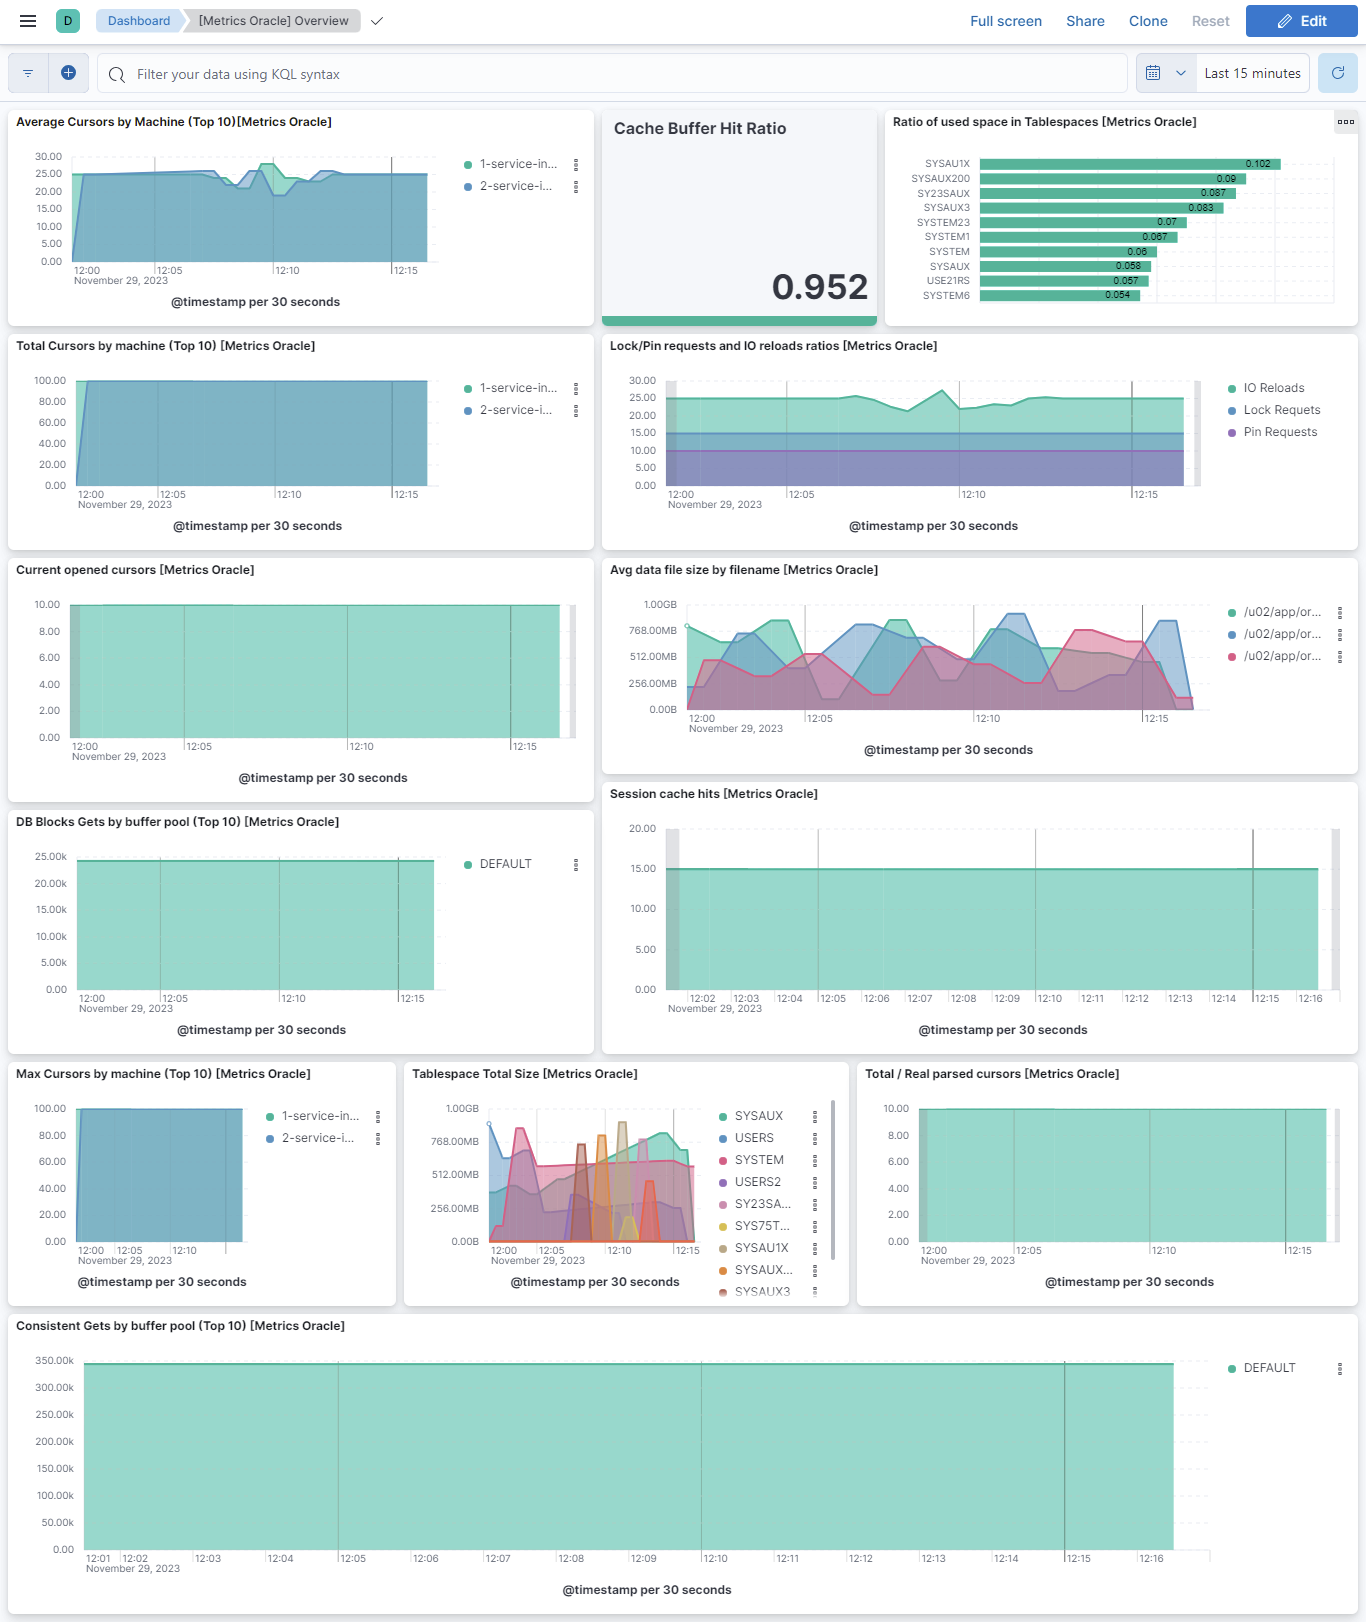 D Dashboard [Metrics Oracle] Overview Full screen Share Clone Reset Edit
Filter your data using KQL syntax Last 15 minutes
Average Cursors by Machine (Top 10)[Metrics Oracle]
30.00
25.00
20.00
15.00
10.00
5.00
0.00
12:00 12:05 12:10 12:15
November 29, 2023
@timestamp per 30 seconds
1-service-in...
2-service-i...
Cache Buffer Hit Ratio
0.952
Ratio of used space in Tablespaces [Metrics Oracle]
SYSAU1X 0.102
SYSAUX200 0.09
SY23SAUX 0.087
SYSAUX3 0.083
SYSTEM23 0.07
SYSTEM1 0.067
SYSTEM 0.06
SYSAUX 0.058
USE21RS 0.057
SYSTEM6 0.054
Total Cursors by machine (Top 10) [Metrics Oracle]
100.00
80.00
60.00
40.00
20.00
0.00
12:00 12:05 12:10 12:15
November 29, 2023
@timestamp per 30 seconds
1-service-in...
2-service-i...
Lock/Pin requests and IO reloads ratios [Metrics Oracle]
30.00
25.00
20.00
15.00
10.00
5.00
0.00
12:00 12:05 12:10 12:15
November 29, 2023
@timestamp per 30 seconds
IO Reloads
Lock Requets
Pin Requests
Current opened cursors [Metrics Oracle]
10.00
8.00
6.00
4.00
2.00
0.00
12:00 12:05 12:10 12:15
November 29, 2023
@timestamp per 30 seconds
Avg data file size by filename [Metrics Oracle]
1.00GB
768.00MB
512.00MB
256.00MB
0.00B
12:00 12:05 12:10 12:15
November 29, 2023
@timestamp per 30 seconds
/u02/app/or...
/u02/app/or...
/u02/app/or...
DB Blocks Gets by buffer pool (Top 10) [Metrics Oracle]
25.00k
20.00k
15.00k
10.00k
5.00k
0.00
12:00 12:05 12:10 12:15
November 29, 2023
@timestamp per 30 seconds
DEFAULT
Session cache hits [Metrics Oracle]
20.00
15.00
10.00
5.00
0.00
12:02 12:03 12:04 12:05 12:06 12:07 12:08 12:09 12:10 12:11 12:12 12:13 12:14 12:15 12:16
November 29, 2023
@timestamp per 30 seconds
Max Cursors by machine (Top 10) [Metrics Oracle]
100.00
80.00
60.00
40.00
20.00
0.00
12:00 12:05 12:10
November 29, 2023
@timestamp per 30 seconds
1-service-in...
2-service-i...
Tablespace Total Size [Metrics Oracle]
1.00GB
768.00MB
512.00MB
256.00MB
0.00B
12:00 12:05 12:10 12:15
November 29, 2023
@timestamp per 30 seconds
SYSAUX
USERS
SYSTEM
USERS2
SY23SA...
SYS75T...
SYSAU1X
SYSAUX...
SYSAUX3
Total / Real parsed cursors [Metrics Oracle]
10.00
8.00
6.00
4.00
2.00
0.00
12:00 12:05 12:10 12:15
November 29, 2023
@timestamp per 30 seconds
Consistent Gets by buffer pool (Top 10) [Metrics Oracle]
350.00k
300.00k
250.00k
200.00k
150.00k
100.00k
50.00k
0.00
12:01 12:02 12:03 12:04 12:05 12:06 12:07 12:08 12:09 12:10 12:11 12:12 12:13 12:14 12:15 12:16
November 29, 2023
@timestamp per 30 seconds
DEFAULT